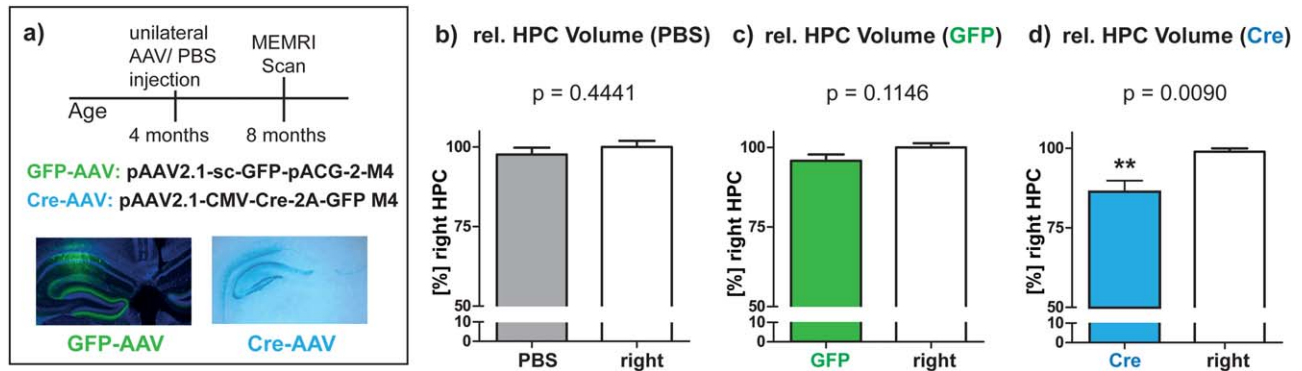 a)
unilateral
AAV/ PBS
injection
MEMRI
Scan
Age
4 months
8 months
GFP-AAV: pAAV2.1-sc-GFP-pACG-2-M4
Cre-AAV: pAAV2.1-CMV-Cre-2A-GFP M4
GFP-AAV
Cre-AAV
b) rel. HPC Volume (PBS)
p = 0.4441
[%] right HPC
100
75
50
10
0
PBS
right
c) rel. HPC Volume (GFP)
p = 0.1146
[%] right HPC
100
75
50
10
0
GFP
right
d) rel. HPC Volume (Cre)
p = 0.0090
**
[%] right HPC
100
75
50
10
0
Cre
right